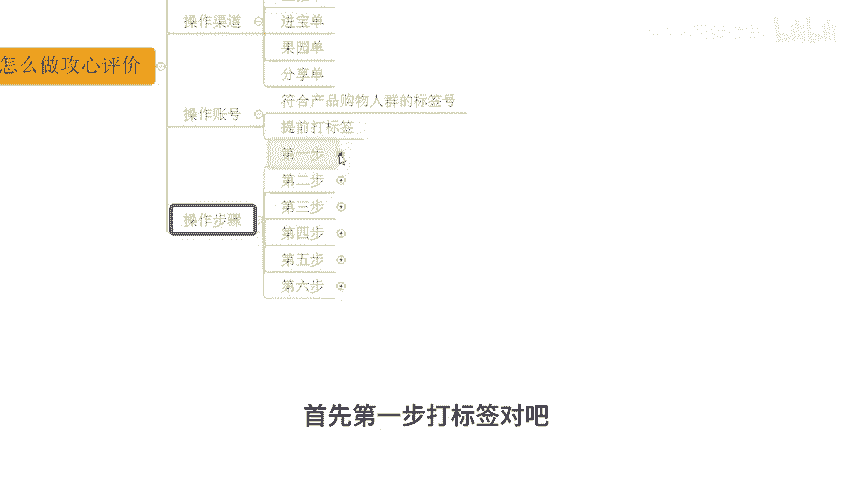 操作渠道
进宝单
果园单
分享单
怎么做攻心评价
操作账号
符合产品购物人群的标签号
提前打标签
第一步
第二步
第三步
操作步骤
第四步
第五步
第六步
首先第一步打标签对吧